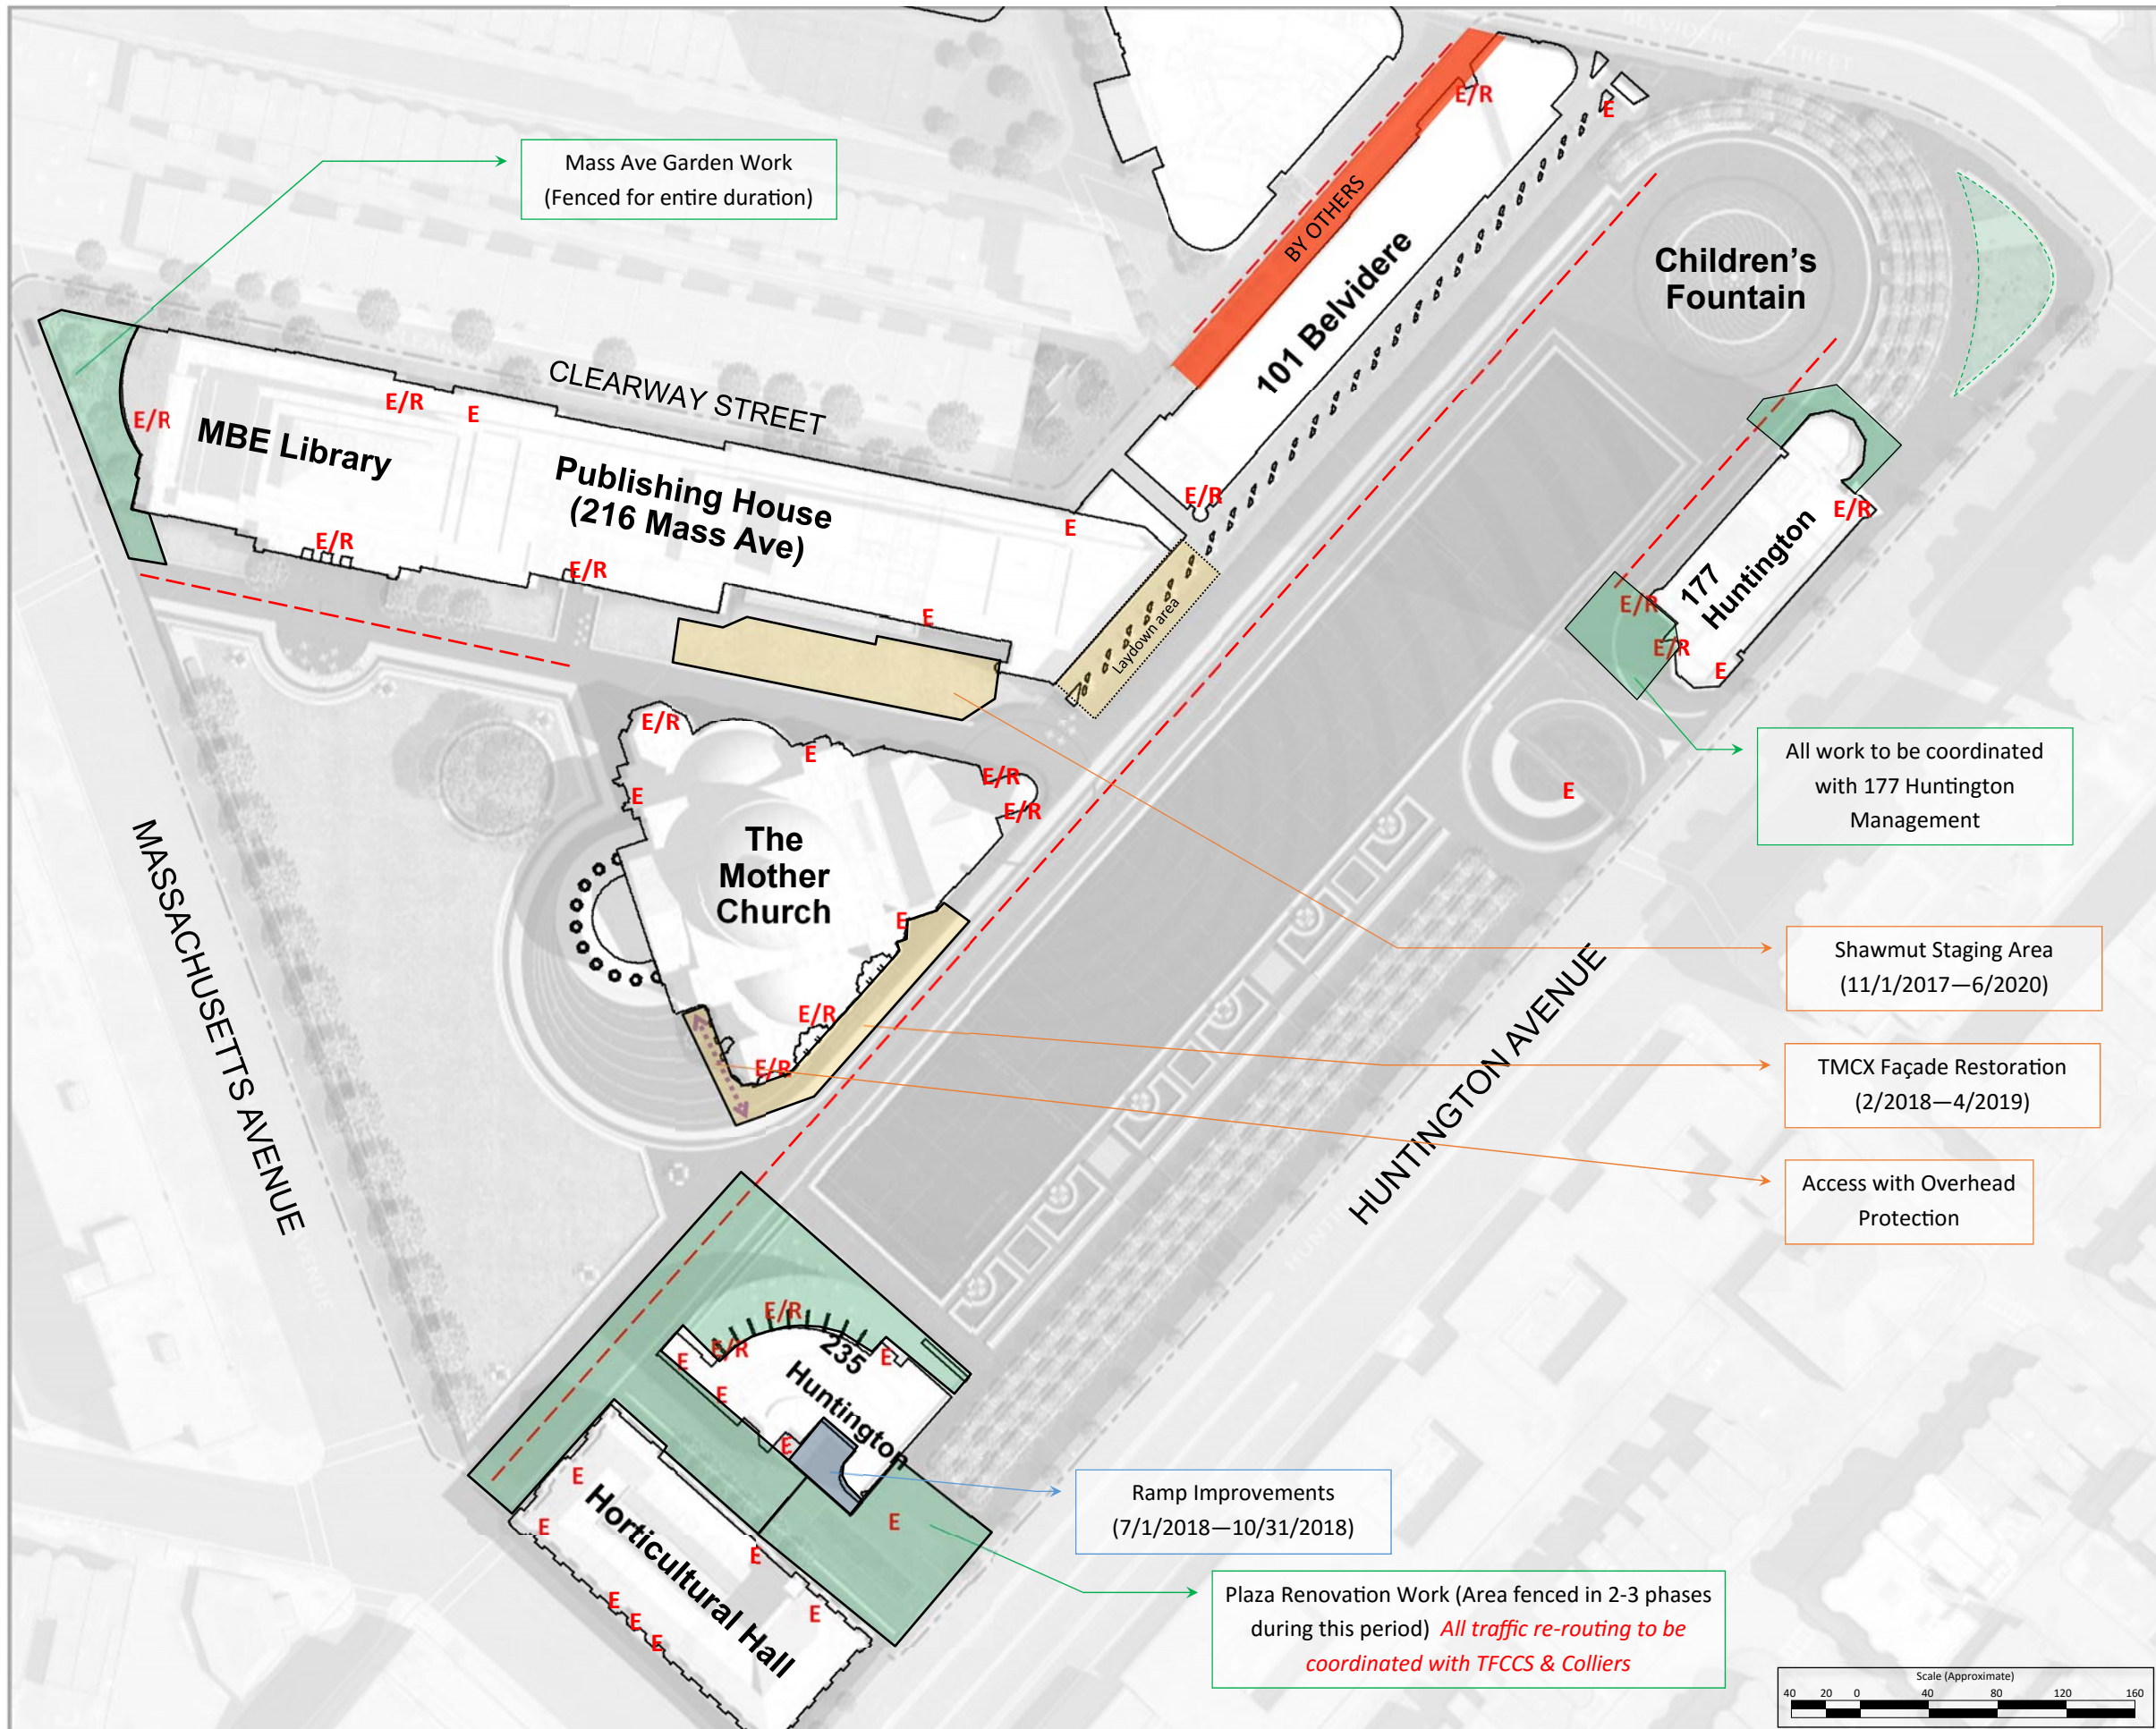 BELVIDERE STREET
E/R
E
Mass Ave Garden Work
(Fenced for entire duration)
BY OTHERS
101 Belvidere
Children's
Fountain
CLEARWAY STREET
E/R
E
E/R
MBE Library
Publishing House
(216 Mass Ave)
E
E/R
E/R
E/R
E/R
E
Laydown area
177
Huntington
E/R
E/R
E
E/R
E
E
E/R
E/R
E
The
Mother
Church
All work to be coordinated
with 177 Huntington
Management
MASSACHUSETTS AVENUE
AVENUE
HUNTINGTON AVENUE
E
E/R
E/R
Shawmut Staging Area
(11/1/2017—6/2020)
TMCX Façade Restoration
(2/2018—4/2019)
Access with Overhead
Protection
E/R
E/R
E
E
E
235
Huntington
E
E
E
E
Horticultural Hall
E
E
E
E
E
Ramp Improvements
(7/1/2018—10/31/2018)
Plaza Renovation Work (Area fenced in 2-3 phases
during this period) All traffic re-routing to be
coordinated with TFCCS & Colliers
Scale (Approximate)
40 20 0 40 80 120 160